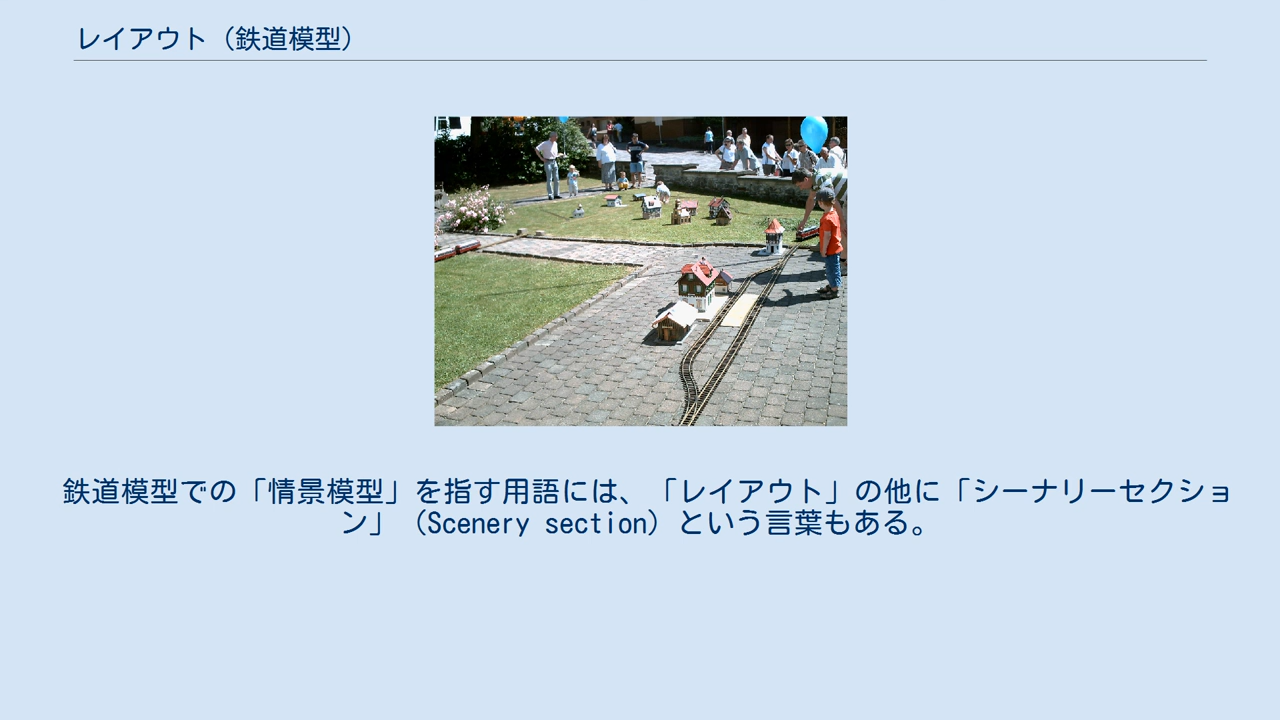 レイアウト（鉄道模型）
鉄道模型での「情景模型」を指す用語には、「レイアウト」の他に「シーナリーセクショ
ン」（Scenery section）という言葉もある。